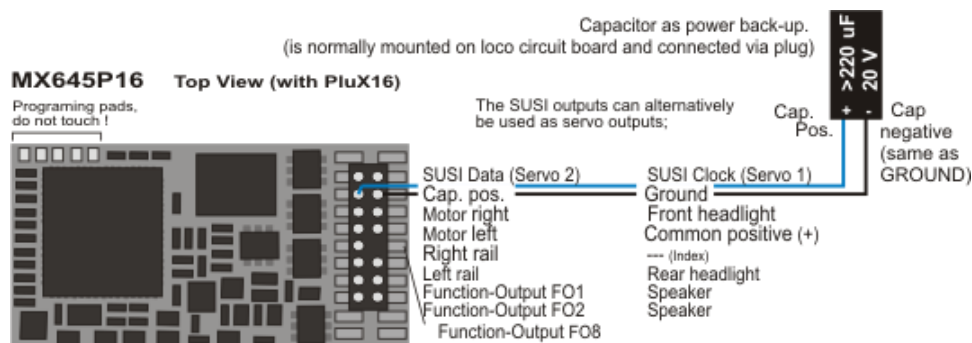 Capacitor as power back-up.
(is normally mounted on loco circuit board and connected via plug)
>220 uF
20 V
+ -
MX645P16 Top View (with PluX16)
Programing pads,
do not touch !
The SUSI outputs can alternatively
be used as servo outputs;
Cap.
Pos.
Cap
negative
(same as
GROUND)
SUSI Data (Servo 2) SUSI Clock (Servo 1)
Cap. pos. Ground
Motor right Front headlight
Motor left Common positive (+)
Right rail --- (Index)
Left rail Rear headlight
Function-Output FO1 Speaker
Function-Output FO2 Speaker
Function-Output FO8